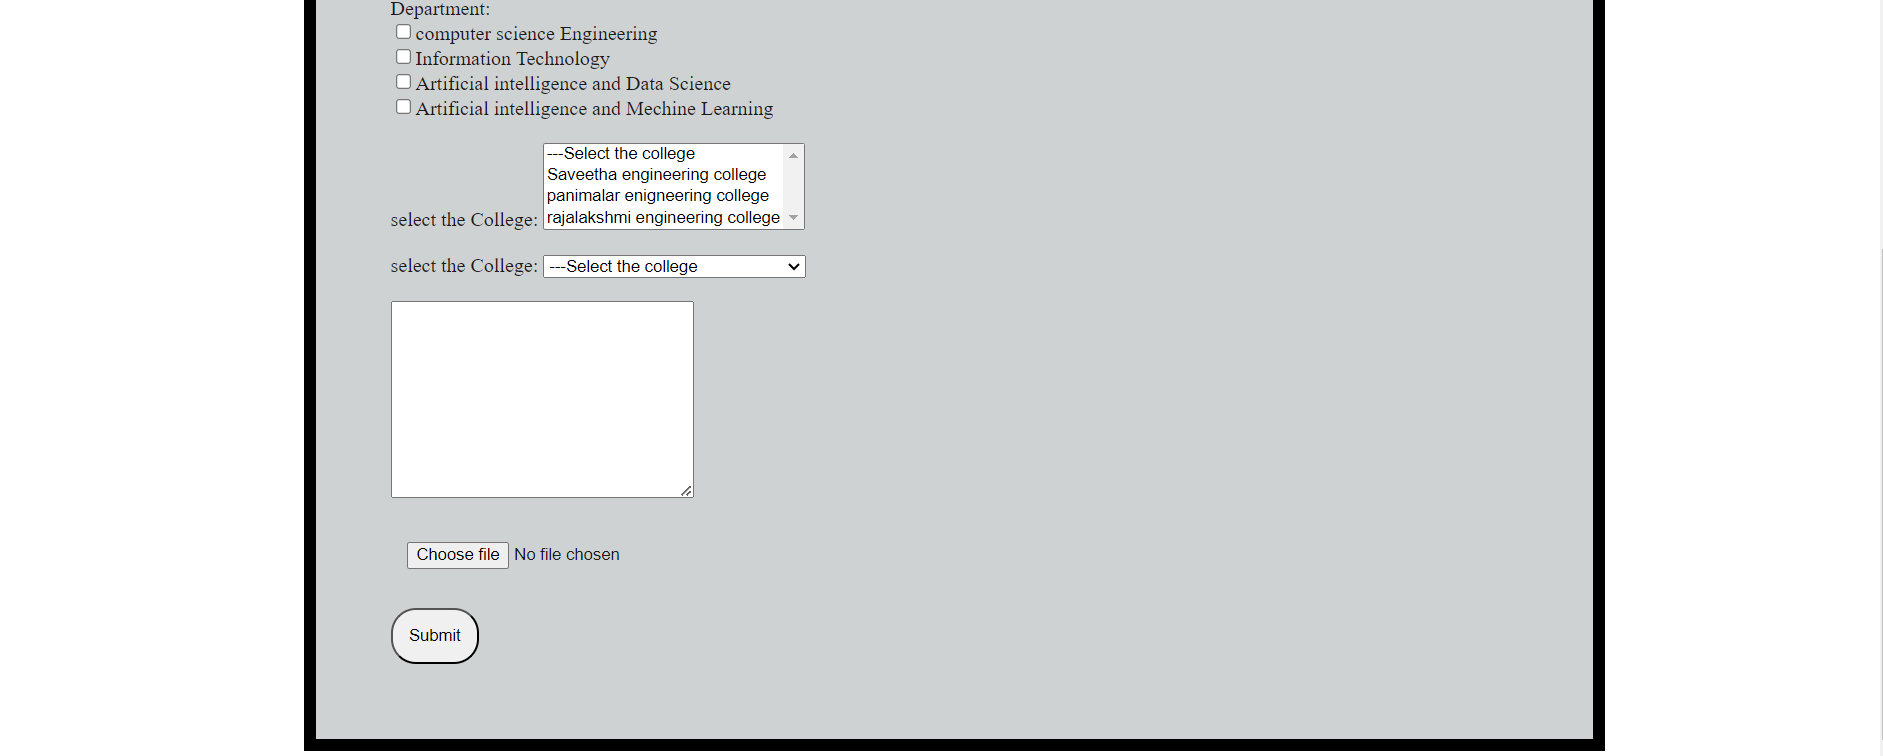 Department:
computer science Engineering
Information Technology
Artificial intelligence and Data Science
Artificial intelligence and Mechine Learning
---Select the college
Saveetha engineering college
panimalar enigneering college
rajalakshmi engineering college
select the College:
select the College: ---Select the college
Choose file No file chosen
Submit